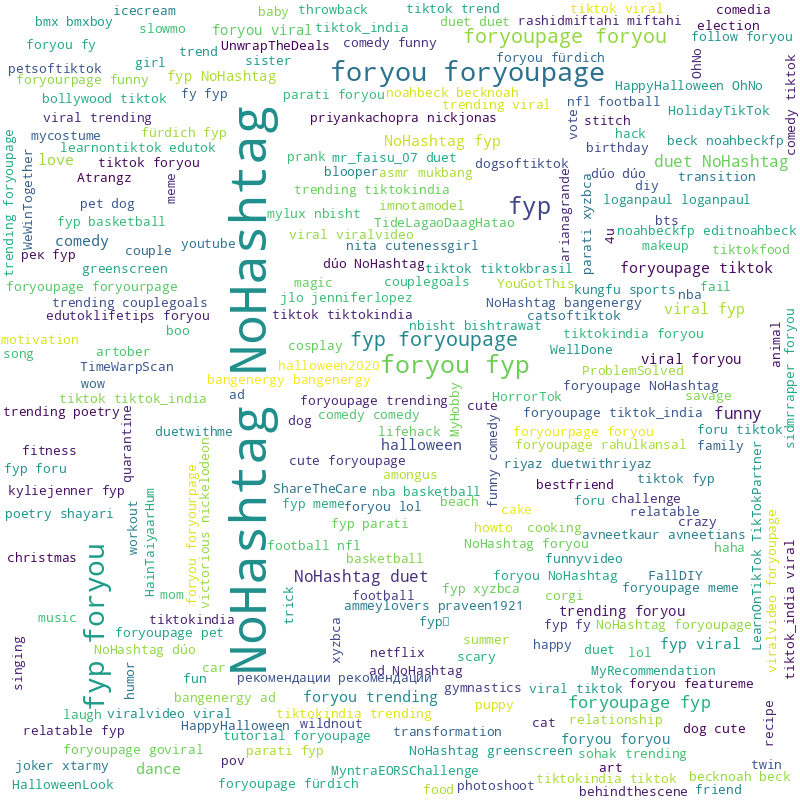 icecream
baby
throwback
tiktok trend
tiktok viral
comedia
bmx bmxboy
slowmo
foryou viral
tiktok_india
duet duet
rashidmiftahi miftahi
election
foryou fy
trend
UnwrapTheDeals
comedy funny
foryoupage foryou
follow foryou
petsoftiktok
girl
sister
foryou fürdich
OhNo
foryourpage funny
fyp NoHashtag
foryou foryoupage
comedy tiktok
bollywood tiktok
fy fyp
parati foryou
noahbeck becknoah
nfl football
HappyHalloween OhNo
trending viral
HolidayTikTok
viral trending
priyankachopra nickjonas
vote
stitch
mycostume
fürdich fyp
NoHashtag fyp
hack
beck noahbeckfp
learnontiktok edutok
birthday
love
tiktok foryou
prank
mr_faisu_07 duet
dogsoftiktok
duet NoHashtag
trending foryoupage
WeWinTogether
Atrangz
meme
blooper
asmr mukbang
dúo dúo
transition
trending tiktokindia
diy
pet dog
imnotamodel
fyp
arianagrande
parati xyzbca
loganpaul loganpaul
fyp basketball
mylux nbisht
TideLagaoDaagHatao
bts
viral viralvideo
4u
noahbeckfp editnoahbeck
comedy
couple
youtube
nita cutenessgirl
makeup
tiktokfood
рек fyp
greenscreen
dúo NoHashtag
tiktok tiktokbrasil
foryoupage tiktok
foryoupage foryourpage
magic
couplegoals
YouGotThis
kungfu sports
fail
trending couplegoals
jlo jenniferlopez
NoHashtag bangenergy
nba
edutoklifetips foryou
tiktok tiktokindia
catsoftiktok
viral fyp
motivation
boo
nbisht bishtrawat
tiktokindia foryou
song
artober
cosplay
fyp foryoupage
WellDone
viral foryou
animal
sidmrrapper foryou
TimeWarpScan
halloween2020
foryou fyp
ProblemSolved
wow
bangenergy bangenergy
foryoupage NoHashtag
tiktok tiktok_india
ad
foryoupage trending
MyHobby
HorrorTok
savage
trending poetry
quarantine
comedy comedy
cute
foryoupage tiktok_india
funny
dog
duetwithme
lifehack
foryourpage foryou
foru tiktok
fitness
halloween
funny comedy
foryoupage rahulkansal
family
fyp foru
cute foryoupage
riyaz duetwithriyaz
NoHashtag NoHashtag
foryou foryourpage
victorious nickelodeon
amongus
tiktok fyp
kyliejenner fyp
ShareTheCare
nba basketball
bestfriend
LearnOnTikTok TikTokPartner
HainTaiyaarHum
workout
fyp meme
foryou lol
beach
foru
challenge
poetry shayari
cake
relatable
viralvideo foryoupage
fyp parati
howto
cooking
crazy
football nfl
NoHashtag foryou
avneetkaur avneetians
haha
christmas
basketball
funnyvideo
fyp foryou
NoHashtag duet
foryou NoHashtag
FallDIY
tiktok_india viral
mom
trick
football
fyp xyzbca
corgi
foryoupage meme
music
tiktokindia
ammeylovers praveen1921
trending foryou
foryoupage pet
fyp
fyp fy
NoHashtag foryoupage
singing
NoHashtag dúo
xyzbca
summer
happy
duet
lol
fyp viral
car
netflix
scary
humor
fun
ad NoHashtag
MyRecommendation
рекомендации рекомендации
gymnastics
viral tiktok
foryou featureme
bangenergy ad
foryou trending
puppy
foryoupage fyp
laugh
viralvideo viral
tiktokindia trending
relatable fyp
HappyHalloween
wildnout
cat
relationship
recipe
tutorial foryoupage
transformation
dog cute
foryoupage goviral
parati fyp
NoHashtag greenscreen
foryou foryou
joker xtarmy
dance
pov
sohak trending
MyntraEORSChallenge
art
twin
HalloweenLook
foryoupage fürdich
food
photoshoot
tiktokindia tiktok
becknoah beck
behindthescene
friend